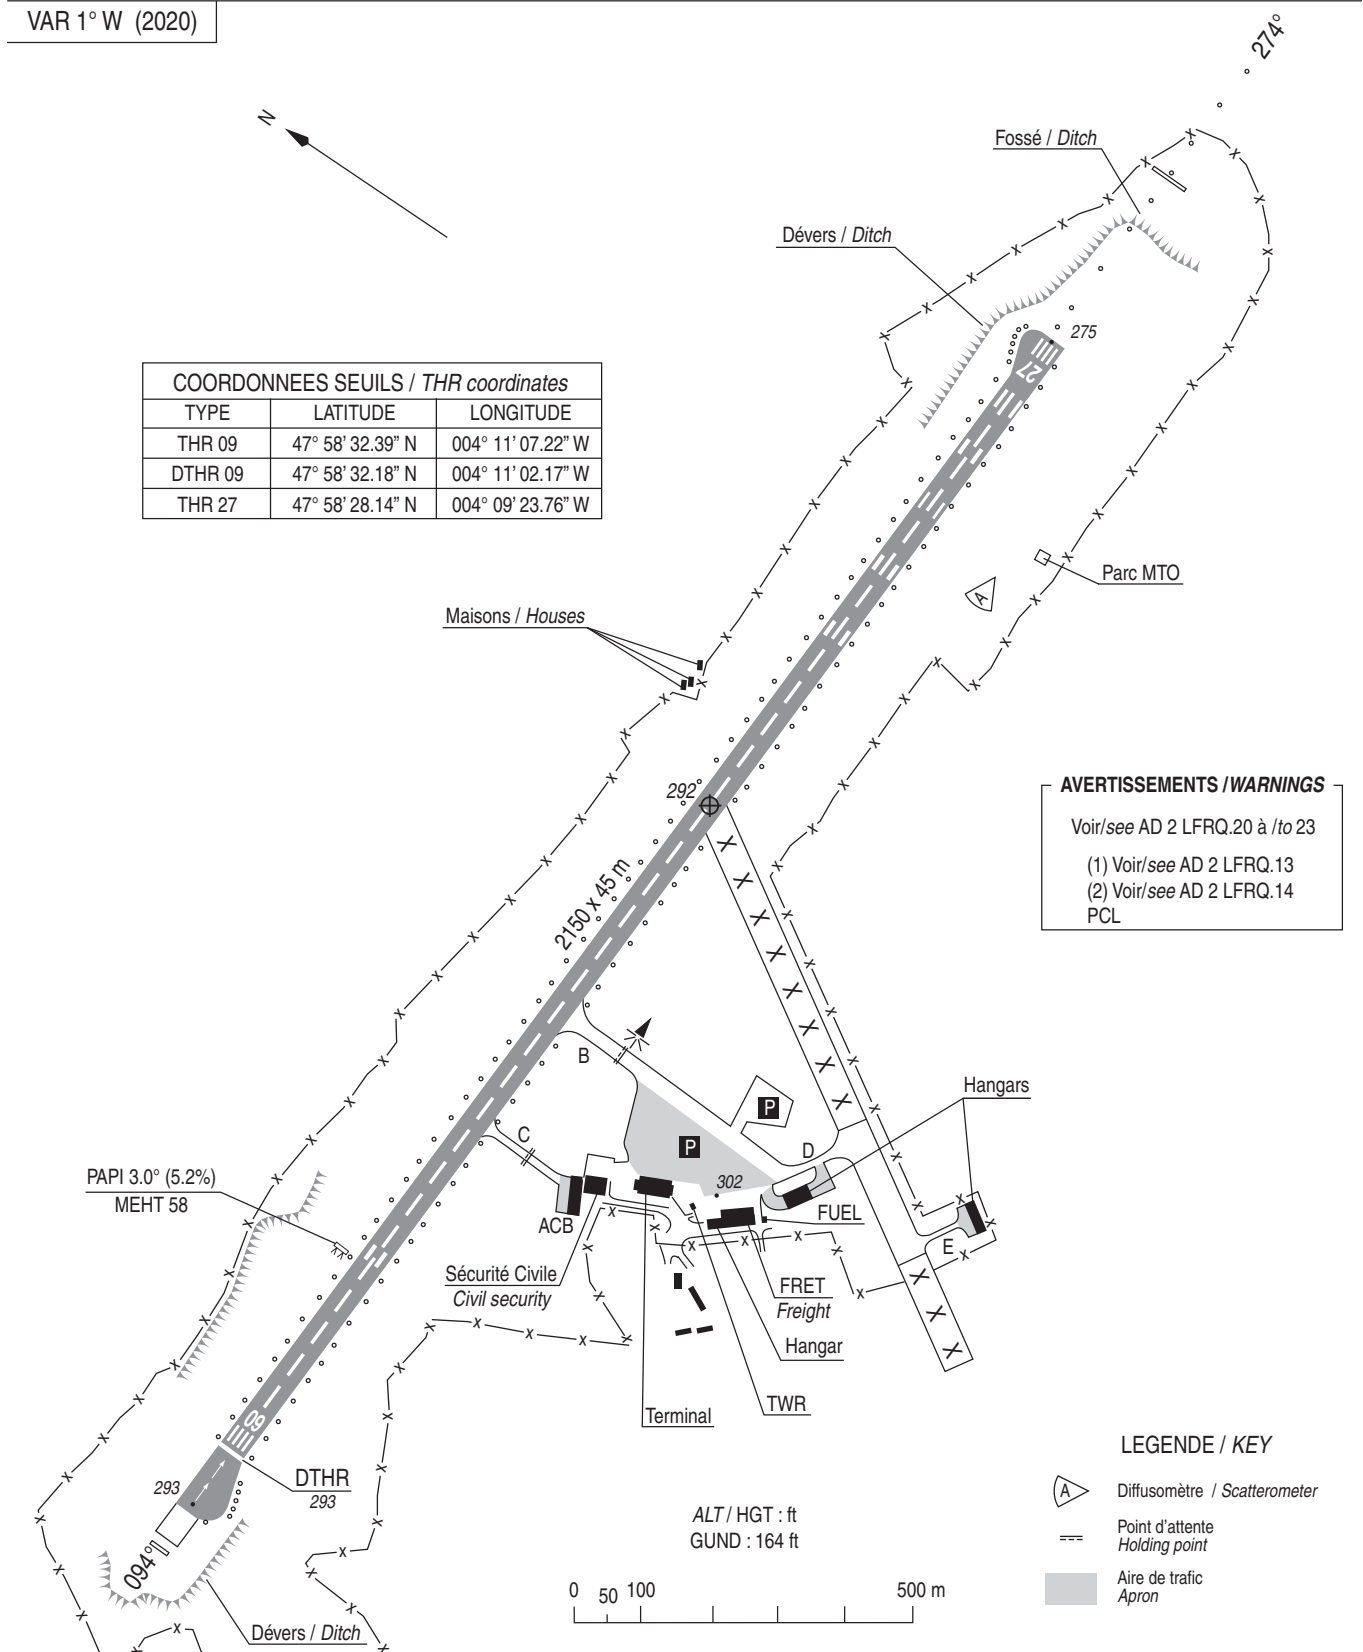 VAR 1° W (2020)
274°
N
Fossé / Ditch
Dévers / Ditch
275
27
COORDONNEES SEUILS / THR coordinates
TYPE LATITUDE LONGITUDE
THR 09 47° 58' 32.39" N 004° 11' 07.22" W
DTHR 09 47° 58' 32.18" N 004° 11' 02.17" W
THR 27 47° 58' 28.14" N 004° 09' 23.76" W
Parc MTO
A
Maisons / Houses
292
AVERTISSEMENTS / WARNINGS
Voir/see AD 2 LFRQ.20 à /to 23
(1) Voir/see AD 2 LFRQ.13
(2) Voir/see AD 2 LFRQ.14
PCL
2150 x 45 m
B
Hangars
P
C
P
D
PAPI 3.0° (5.2%)
MEHT 58
302
ACB
FUEL
E
Sécurité Civile
Civil security
FRET
Freight
Hangar
TWR
Terminal
09
DTHR
293
293
094°
Dévers / Ditch
ALT / HGT : ft
GUND : 164 ft
0 50 100 500 m
LEGENDE / KEY
A Diffusomètre / Scatterometer
Point d'attente
Holding point
Aire de trafic
Apron